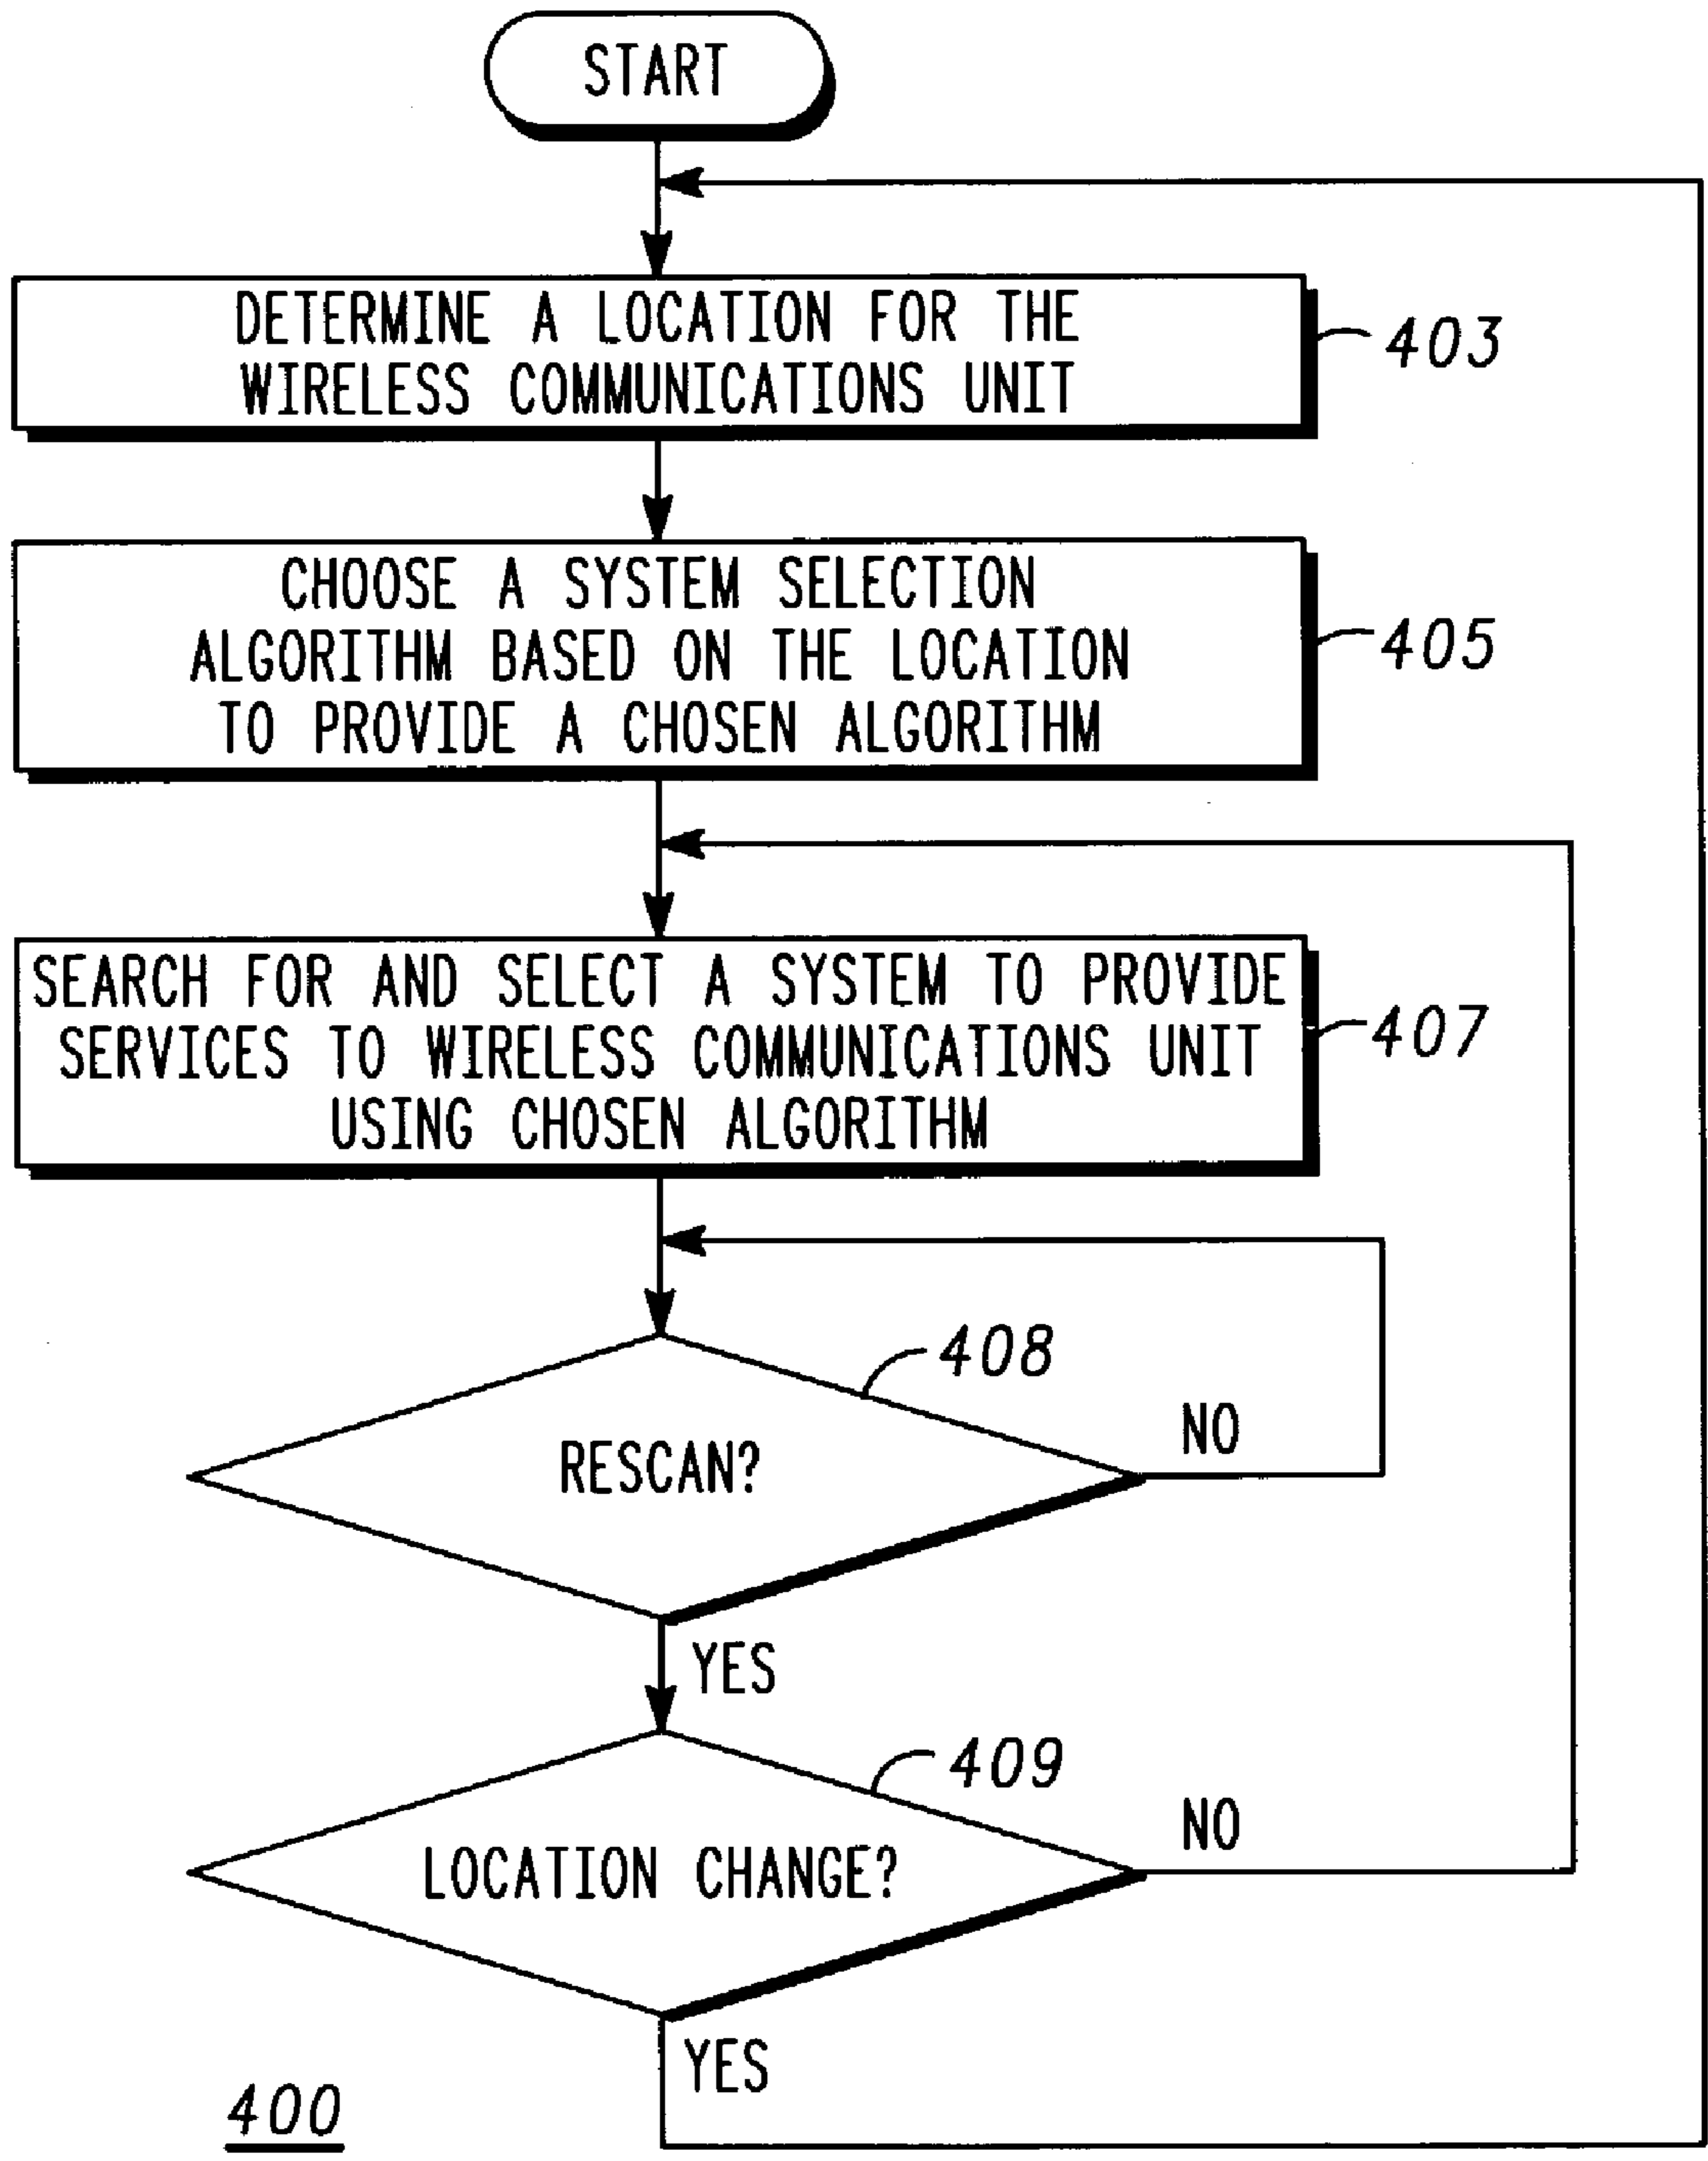 START
DETERMINE A LOCATION FOR THE
WIRELESS COMMUNICATIONS UNIT
403
CHOOSE A SYSTEM SELECTION
ALGORITHM BASED ON THE LOCATION
TO PROVIDE A CHOSEN ALGORITHM
405
SEARCH FOR AND SELECT A SYSTEM TO PROVIDE
SERVICES TO WIRELESS COMMUNICATIONS UNIT
USING CHOSEN ALGORITHM
407
408
NO
RESCAN?
YES
409
NO
LOCATION CHANGE?
YES
400